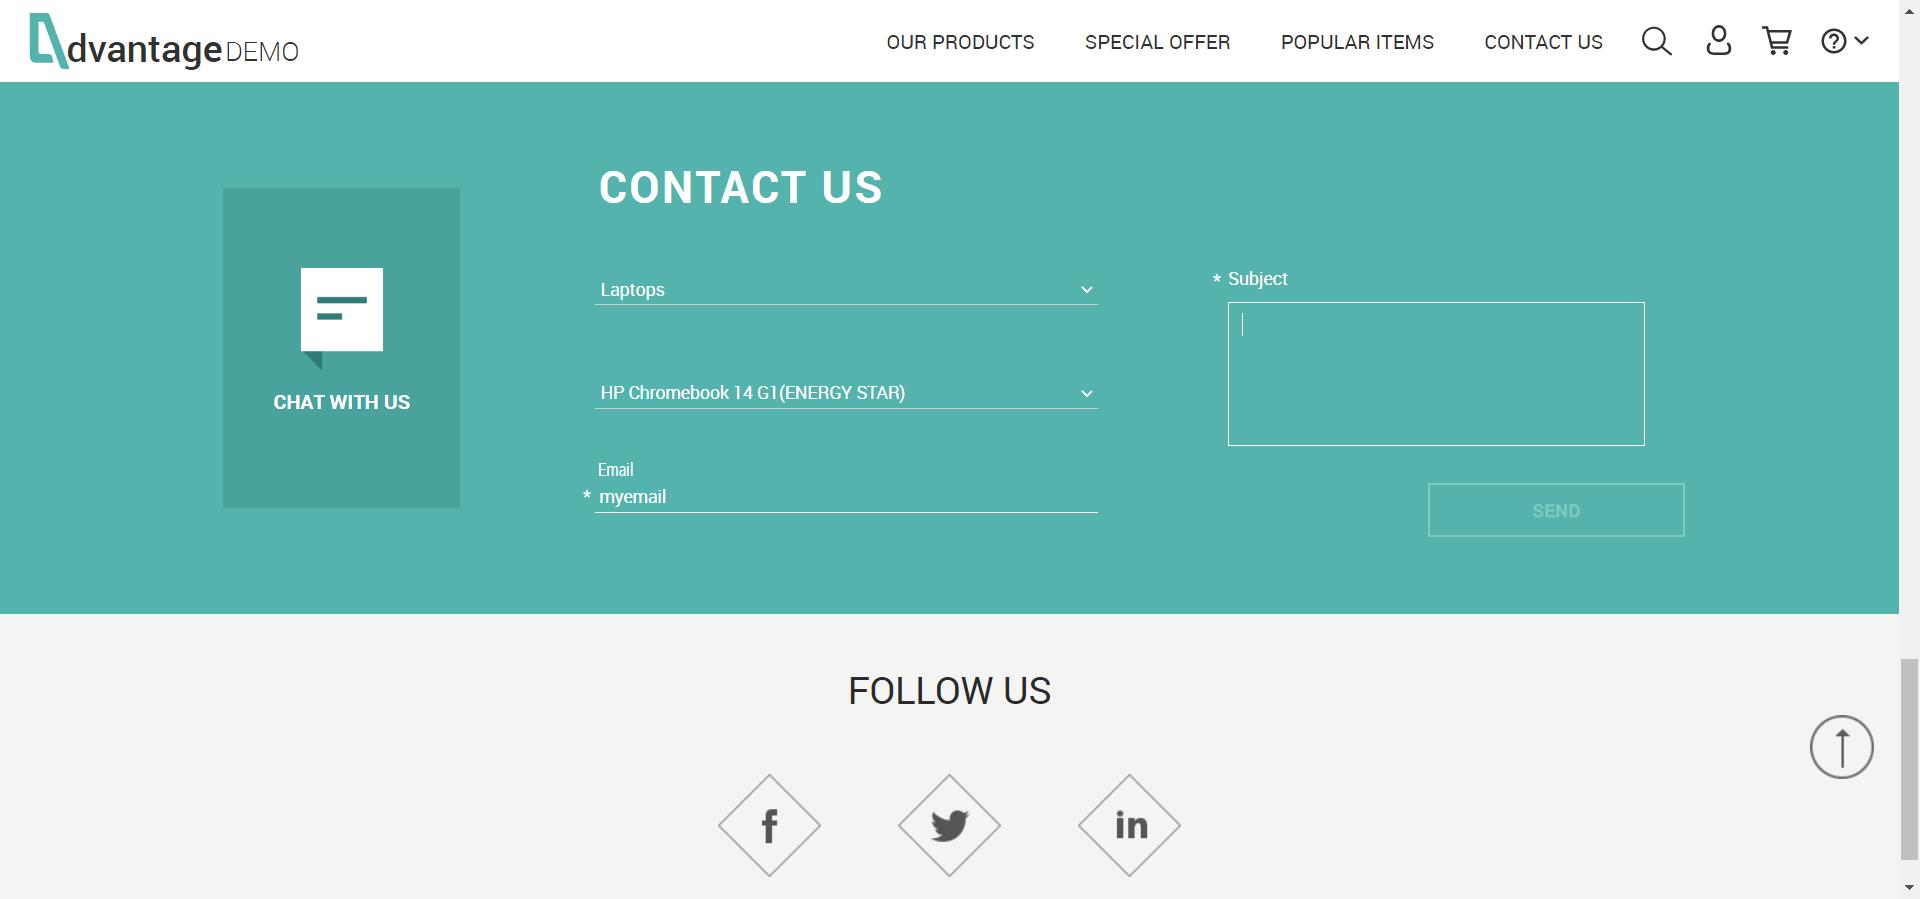 dvantage DEMO
OUR PRODUCTS
SPECIAL OFFER
POPULAR ITEMS
CONTACT US
CONTACT US
CHAT WITH US
Laptops
HP Chromebook 14 G1(ENERGY STAR)
Email
* myemail
* Subject
SEND
FOLLOW US
f
in